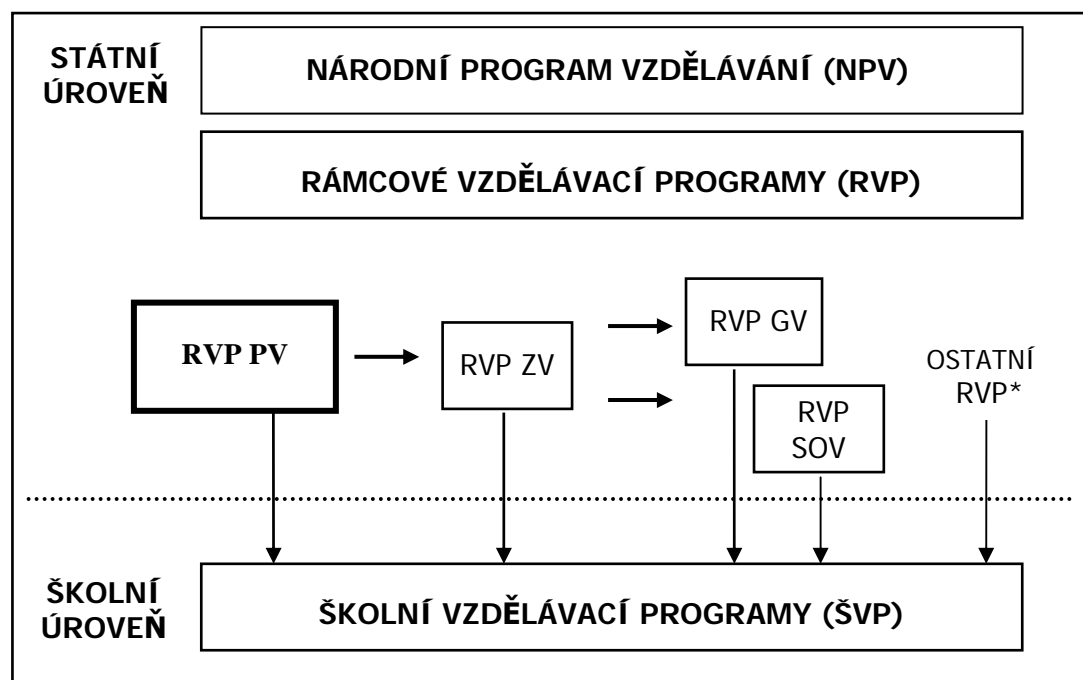 STÁTNÍ
ÚROVEŇ
NÁRODNÍ PROGRAM VZDĚLÁVÁNÍ (NPV)
RÁMCOVÉ VZDĚLÁVACÍ PROGRAMY (RVP)
RVP PV
RVP ZV
RVP GV
RVP
SOV
OSTATNÍ
RVP*
ŠKOLNÍ
ÚROVEŇ
ŠKOLNÍ VZDĚLÁVACÍ PROGRAMY (ŠVP)